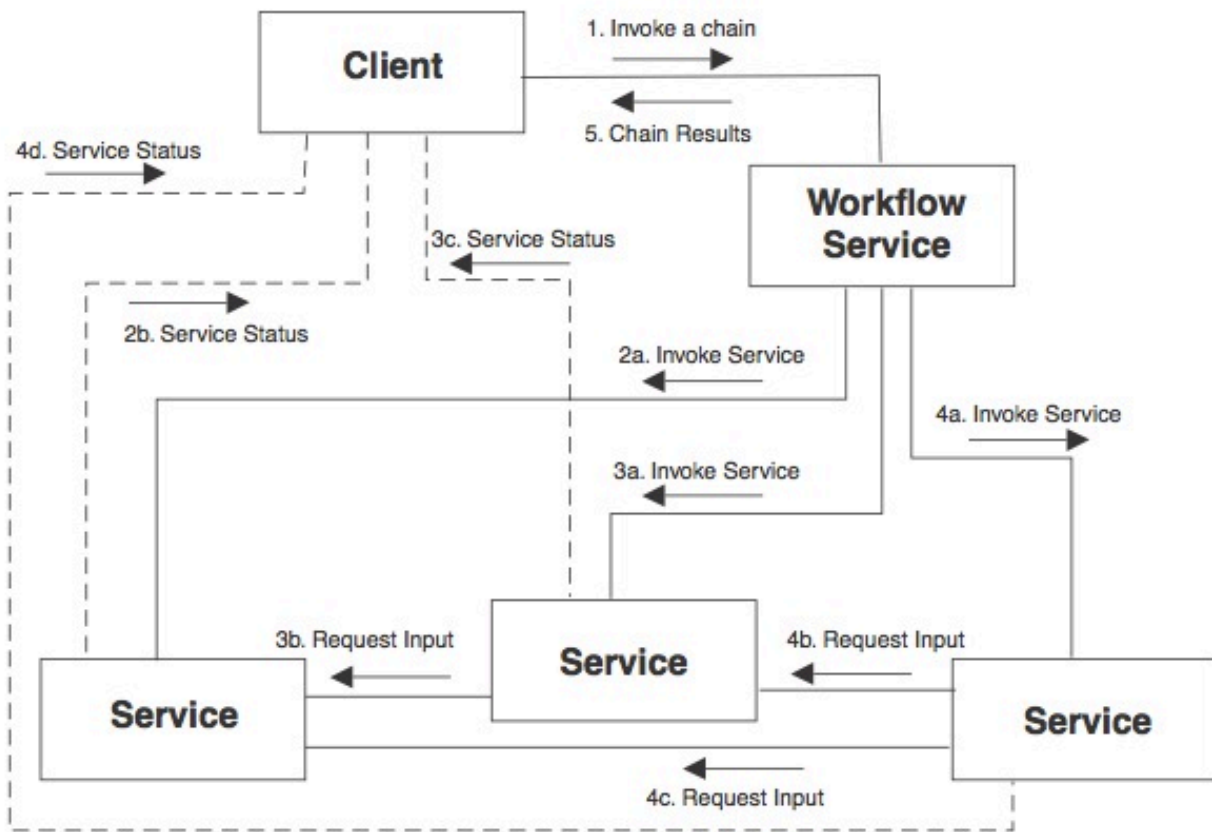 1. Invoke a chain
Client
5. Chain Results
4d. Service Status
Workflow
Service
3c. Service Status
2b. Service Status
2a. Invoke Service
4a. Invoke Service
3a. Invoke Service
3b. Request Input
4b. Request Input
Service
Service
Service
4c. Request Input